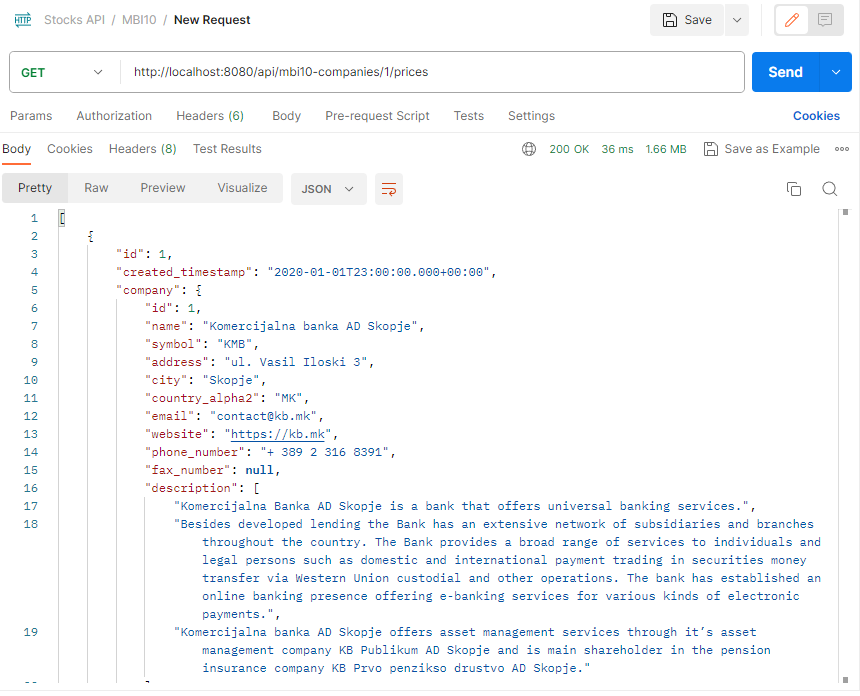 HTTP Stocks API / MBI10 / New Request Save
GET http://localhost:8080/api/mbi10-companies/1/prices Send
Params Authorization Headers (6) Body Pre-request Script Tests Settings Cookies
Body Cookies Headers (8) Test Results 200 OK 36 ms 1.66 MB Save as Example
Pretty Raw Preview Visualize JSON
1 [
2 {
3 "id": 1,
4 "created_timestamp": "2020-01-01T23:00:00.000+00:00",
5 "company": {
6 "id": 1,
7 "name": "Komercijalna banka AD Skopje",
8 "symbol": "KMB",
9 "address": "ul. Vasil Iloski 3",
10 "city": "Skopje",
11 "country_alpha2": "MK",
12 "email": "contact@kb.mk",
13 "website": "https://kb.mk",
14 "phone_number": "+ 389 2 316 8391",
15 "fax_number": null,
16 "description": [
17 "Komercijalna Banka AD Skopje is a bank that offers universal banking services.",
18 "Besides developed lending the Bank has an extensive network of subsidiaries and branches
throughout the country. The Bank provides a broad range of services to individuals and
legal persons such as domestic and international payment trading in securities money
transfer via Western Union custodial and other operations. The bank has established an
online banking presence offering e-banking services for various kinds of electronic
payments.",
19 "Komercijalna banka AD Skopje offers asset management services through it’s asset
management company KB Publikum AD Skopje and is main shareholder in the pension
insurance company KB Prvo penzikso drustvo AD Skopje."